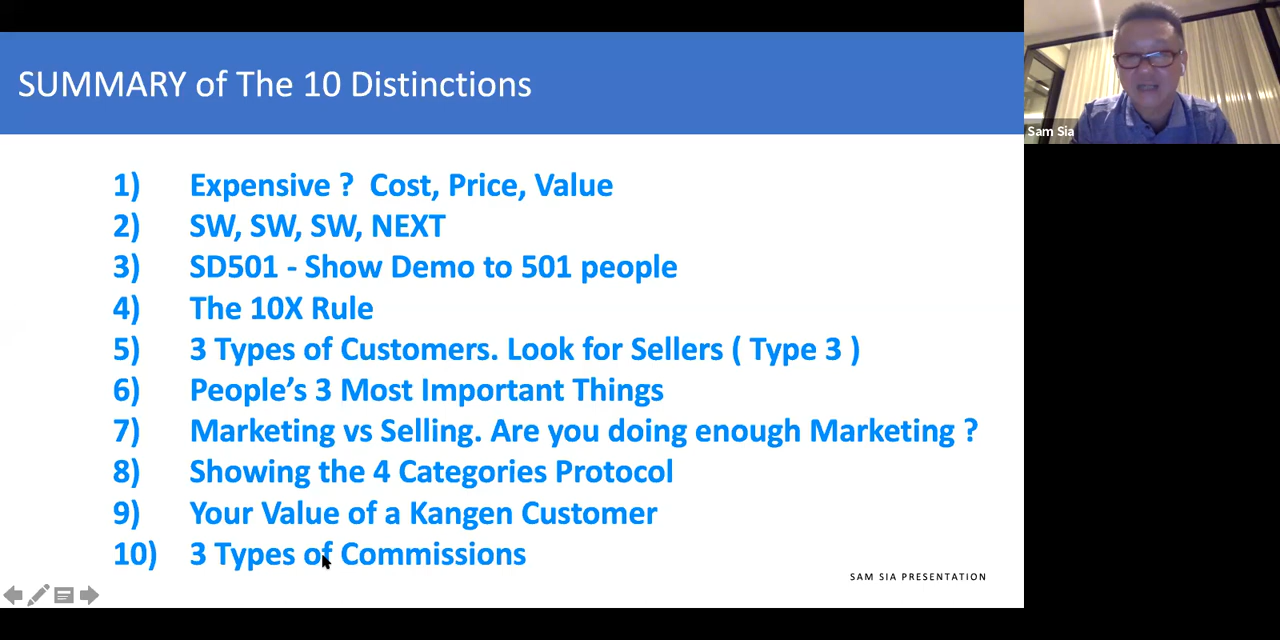 SUMMARY of The 10 Distinctions
Sam Sia
1) Expensive ? Cost, Price, Value
2) SW, SW, SW, NEXT
3) SD501 - Show Demo to 501 people
4) The 10X Rule
5) 3 Types of Customers. Look for Sellers ( Type 3 )
6) People’s 3 Most Important Things
7) Marketing vs Selling. Are you doing enough Marketing ?
8) Showing the 4 Categories Protocol
9) Your Value of a Kangen Customer
10) 3 Types of Commissions
SAM SIA PRESENTATION